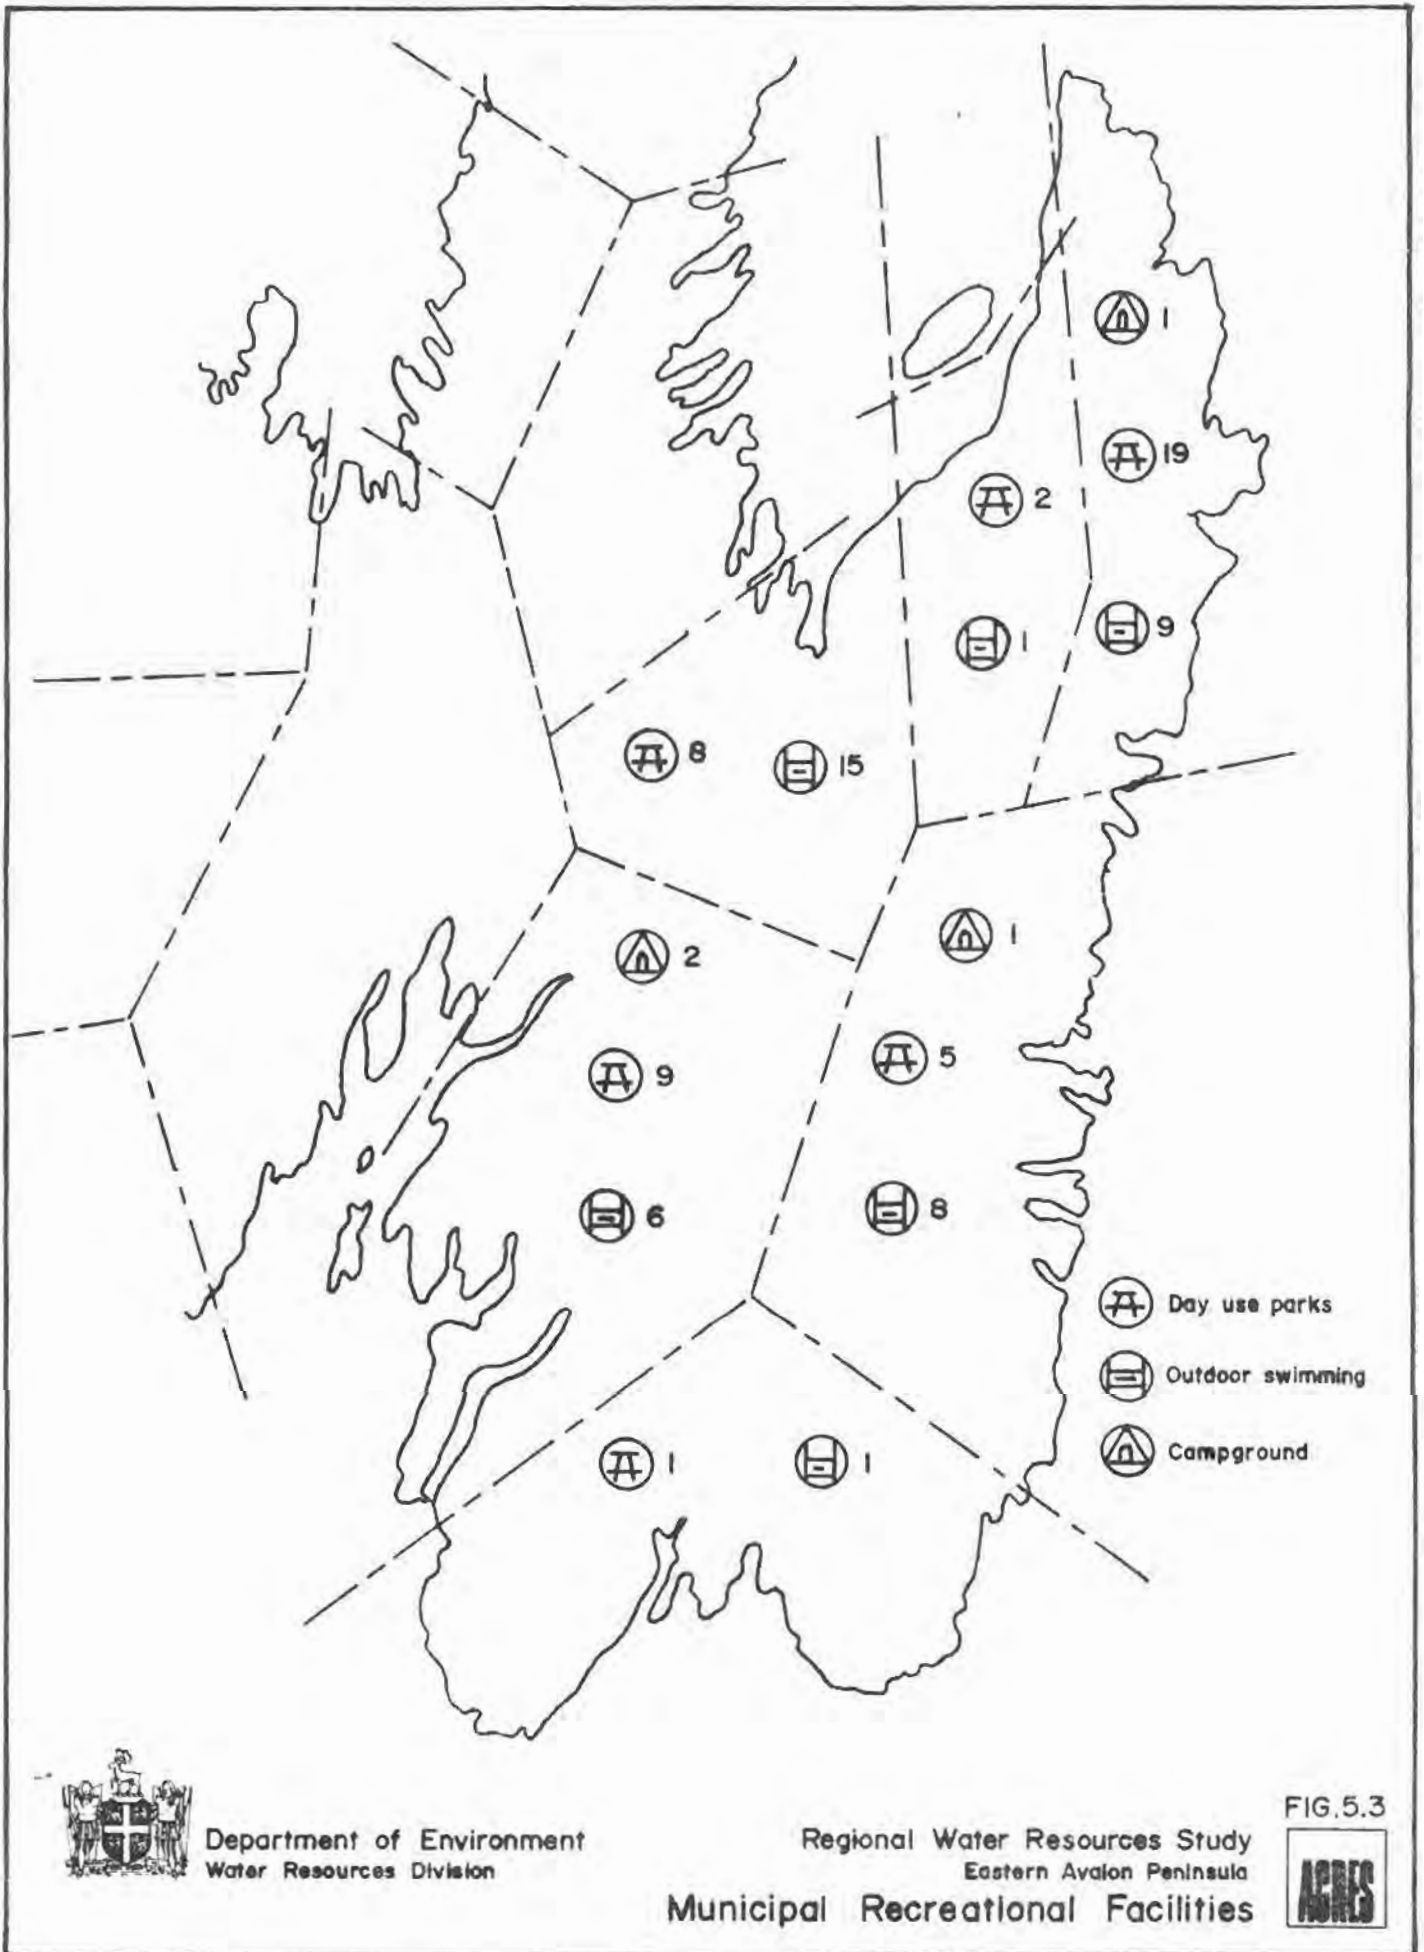 1
19
2
9
1
8
15
1
2
5
9
8
6
Day use parks
Outdoor swimming
1
1
Campground
FIG.5.3
Department of Environment
Water Resources Division
Regional Water Resources Study
Eastern Avalon Peninsula
Municipal Recreational Facilities
ACRES